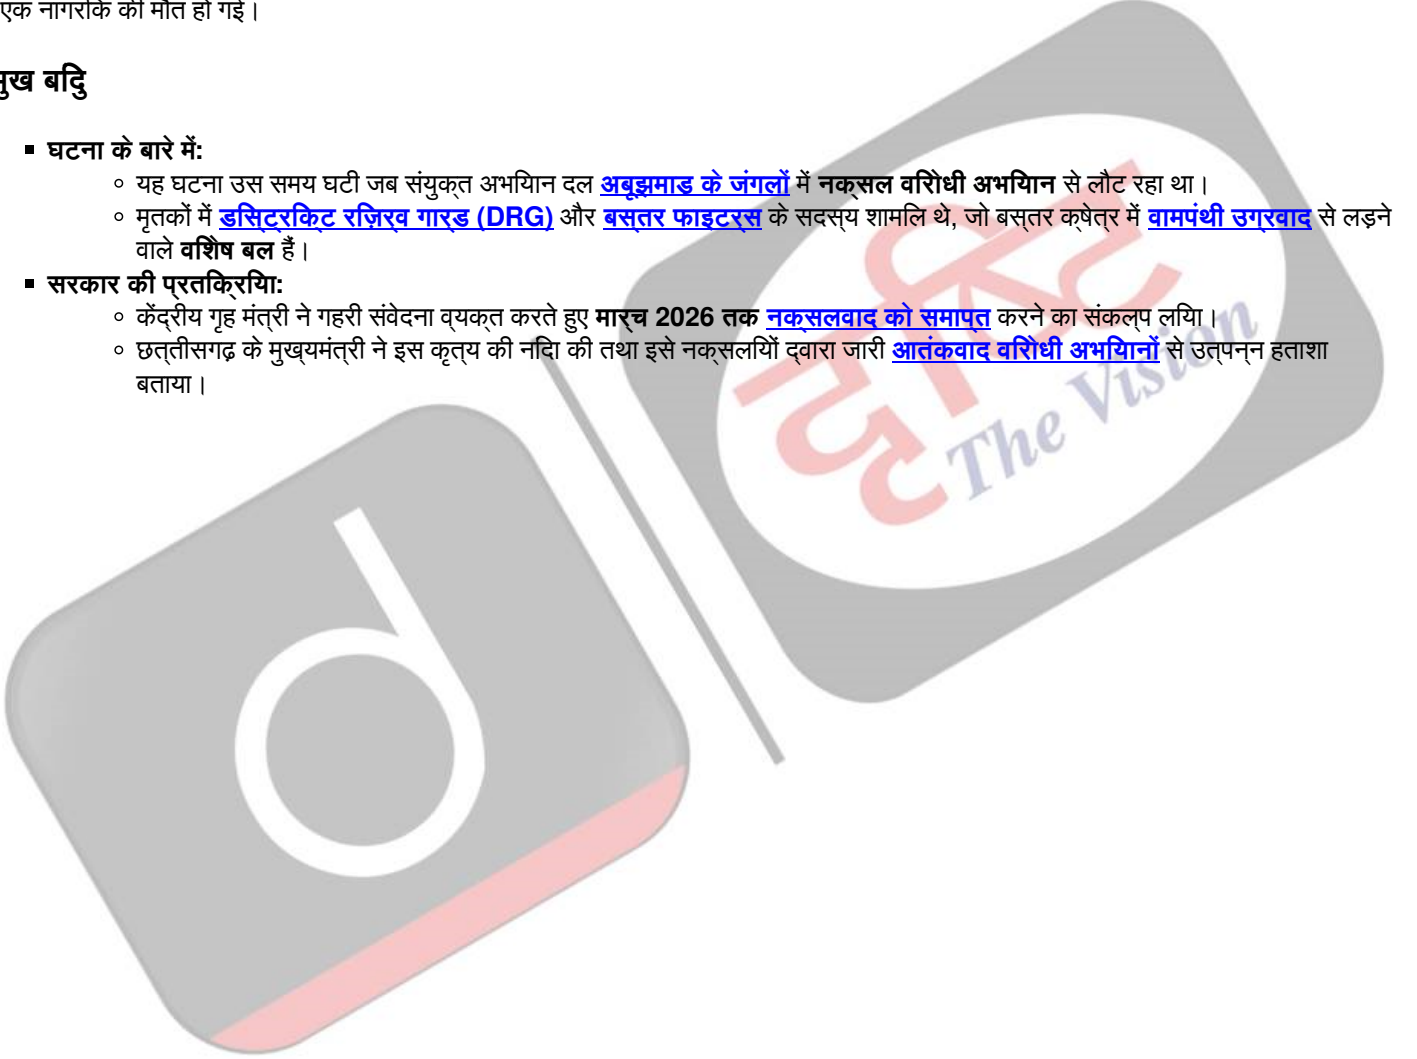 एक नागरिक की मौत हो गई।
मुख बिंदु
घटना के बारे में:
यह घटना उस समय घटी जब संयुक्त अभियान दल अबूझमाड के जंगलों में नक्सल विरोधी अभियान से लौट रहा था।
मृतकों में डिस्ट्रिक्ट रिज़र्व गार्ड (DRG) और बस्तर फाइटर्स के सदस्य शामिल थे, जो बस्तर क्षेत्र में वामपंथी उग्रवाद से लड़ने
वाले विशेष बल हैं।
सरकार की प्रतिक्रिया:
केंद्रीय गृह मंत्री ने गहरी संवेदना व्यक्त करते हुए मार्च 2026 तक नक्सलवाद को समाप्त करने का संकल्प लिया।
छत्तीसगढ़ के मुख्यमंत्री ने इस कृत्य की निंदा की तथा इसे नक्सलियों द्वारा जारी आतंकवाद विरोधी अभियानों से उत्पन्न हताशा
बताया।
दृष्टि
The Vision